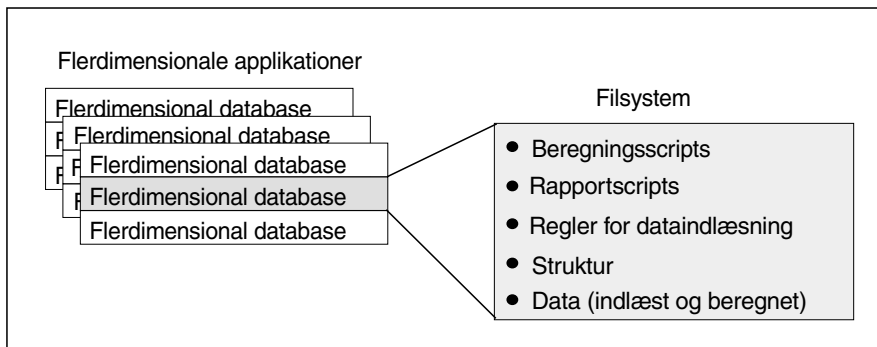 Flerdimensionale applikationer
Flerdimensional database
Flerdimensional database
Flerdimensional database
Flerdimensional database
Flerdimensional database
Filsystem
Beregningsscripts
Rapportscripts
Regler for dataindlæsning
Struktur
Data (indlæst og beregnet)